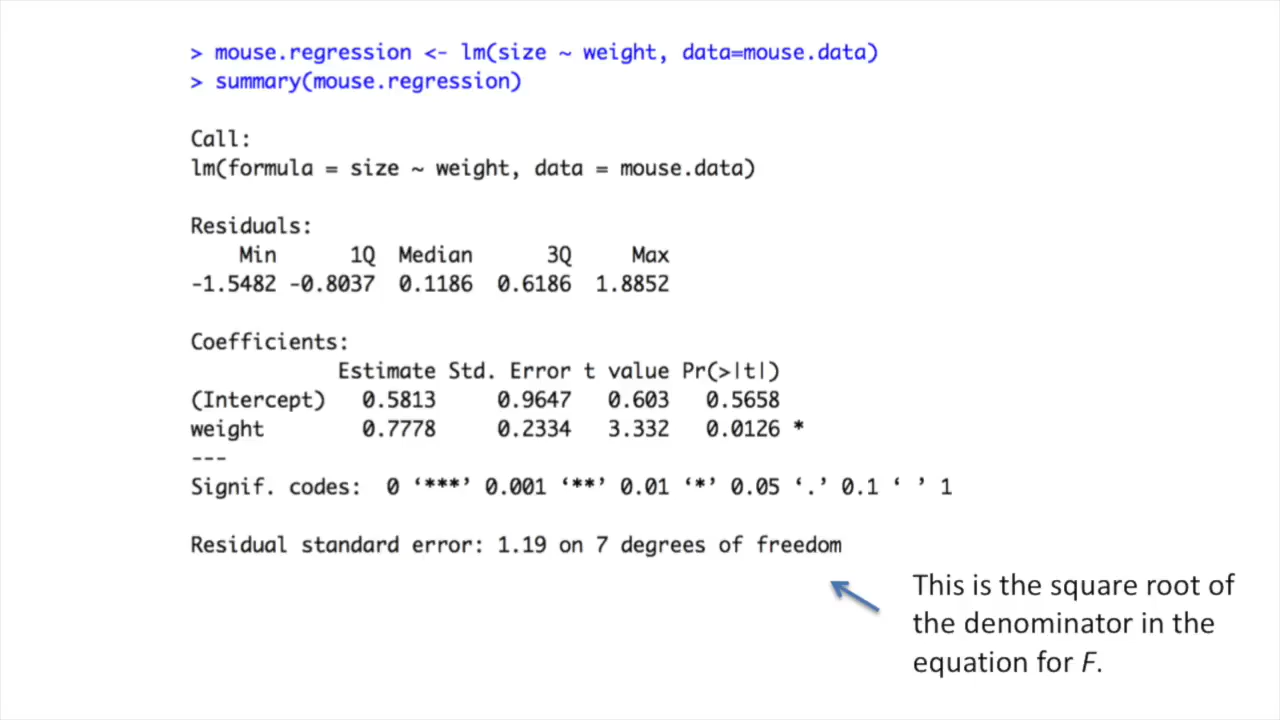 > mouse.regression <- lm(size ~ weight, data=mouse.data)
> summary(mouse.regression)
Call:
lm(formula = size ~ weight, data = mouse.data)
Residuals:
    Min      1Q  Median      3Q     Max
-1.5482 -0.8037  0.1186  0.6186  1.8852
Coefficients:
            Estimate Std. Error t value Pr(>|t|)
(Intercept)   0.5813     0.9647   0.603   0.5658
weight        0.7778     0.2334   3.332   0.0126 *
---
Signif. codes:  0 ‘***’ 0.001 ‘**’ 0.01 ‘*’ 0.05 ‘.’ 0.1 ‘ ’ 1
Residual standard error: 1.19 on 7 degrees of freedom
This is the square root of
the denominator in the
equation for F.